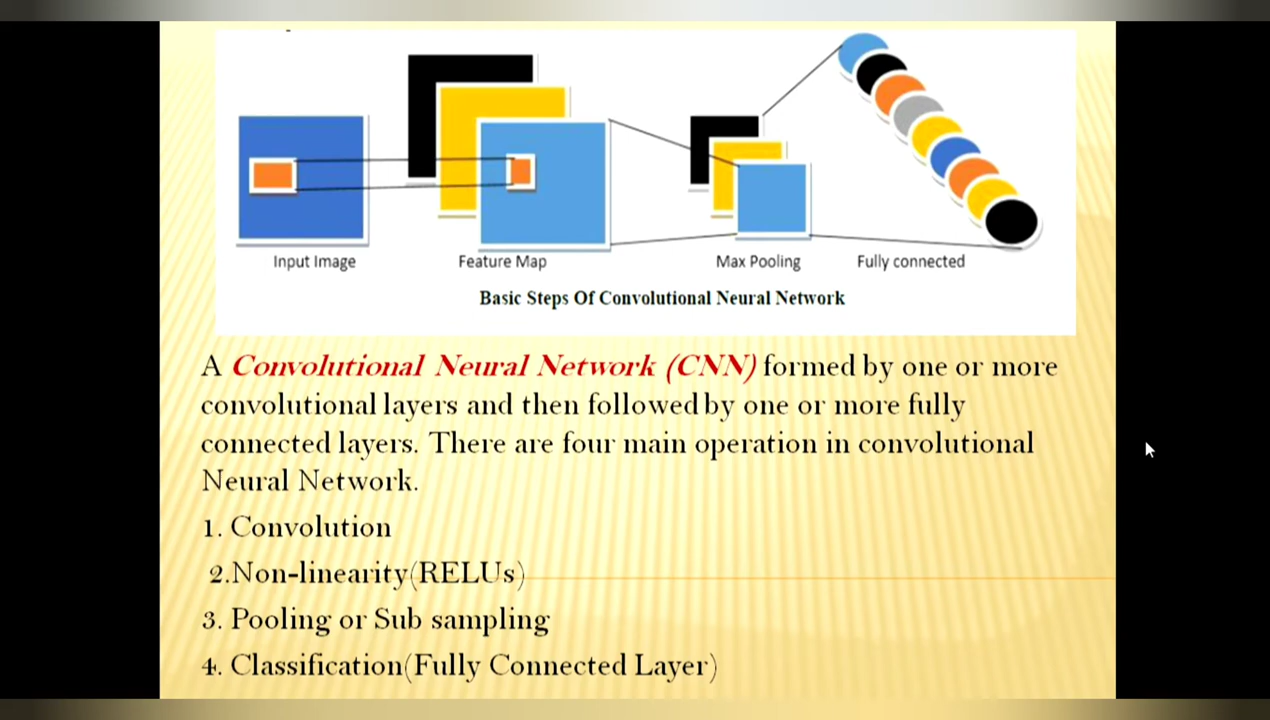 Input Image
Feature Map
Max Pooling
Fully connected
Basic Steps Of Convolutional Neural Network
A Convolutional Neural Network (CNN) formed by one or more
convolutional layers and then followed by one or more fully
connected layers. There are four main operation in convolutional
Neural Network.
1. Convolution
2.Non-linearity(RELUs)
3. Pooling or Sub sampling
4. Classification(Fully Connected Layer)